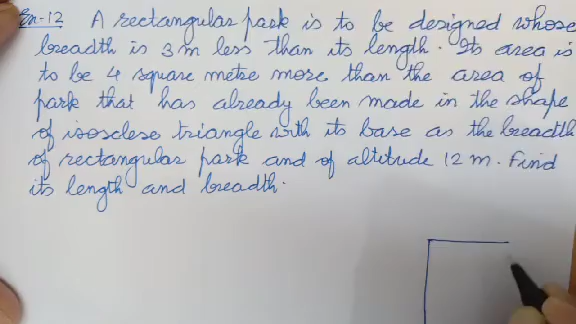 Ex-12 A rectangular park is to be designed whose
breadth is 3 m less than its length. Its area is
to be 4 square metre more than the area of
park that has already been made in the shape
of isosclese triangle with its base as the breadth
of rectangular park and of altitude 12 m. Find
its length and breadth.